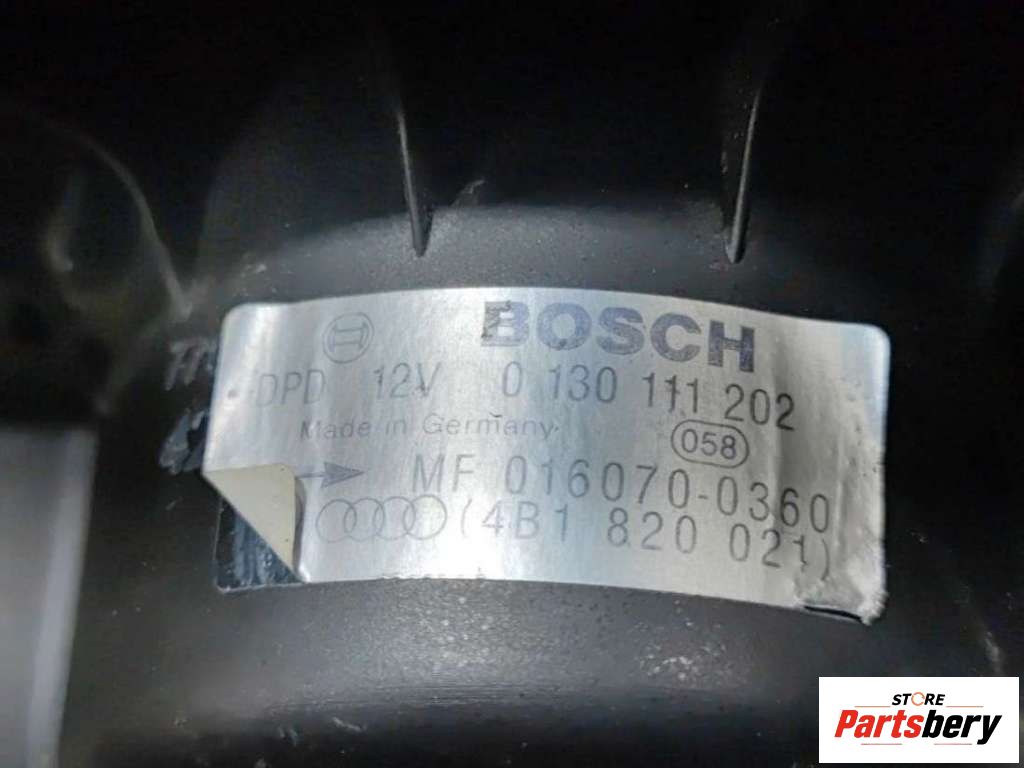 BOSCH
DPD 12V 0 130 111 202
Made in Germany
058
MF 016070-0360
(4B1 820 021)
STORE
Partsbery